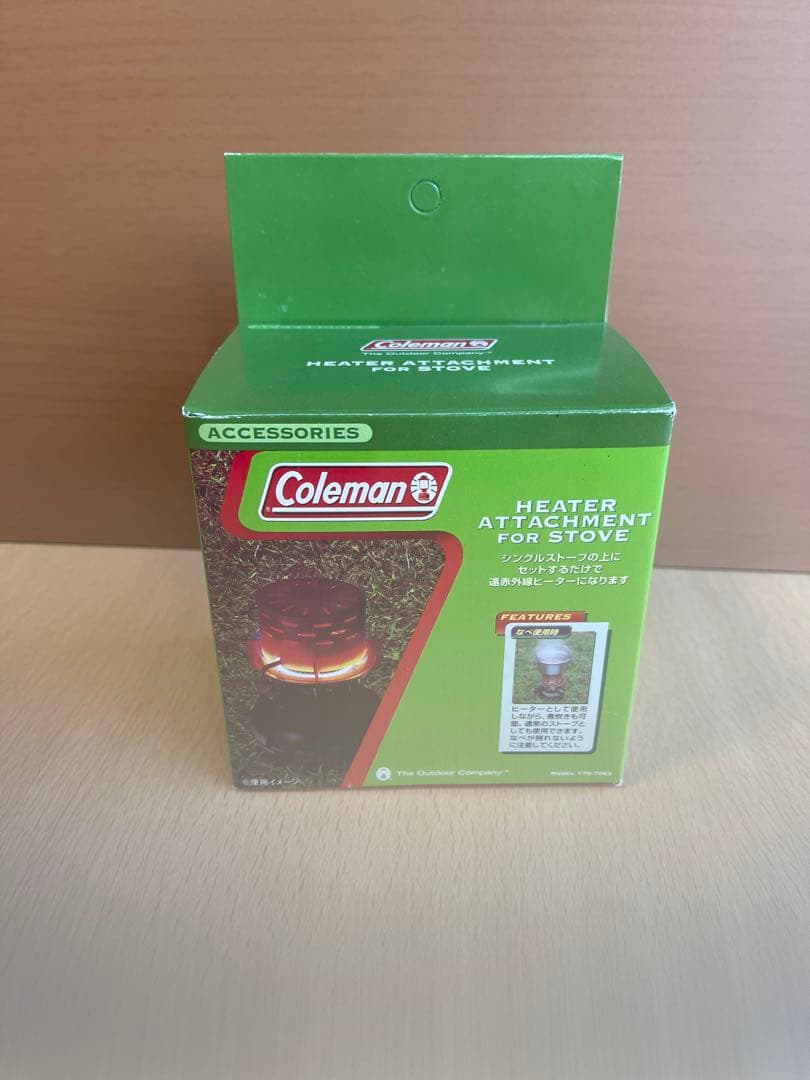 Coleman
The Outdoor Company™
HEATER ATTACHMENT
FOR STOVE
ACCESSORIES
Coleman
HEATER
ATTACHMENT
FOR STOVE
シングルストーブの上に
セットするだけで
遠赤外線ヒーターになります
FEATURES
なべ使用時
ヒーターとして使用
しながら、煮炊きも可
能。通常のストーブと
しても使用できます。
なべが倒れないよう
に注意してください。
※使用イメージ
The Outdoor Company™
MODEL